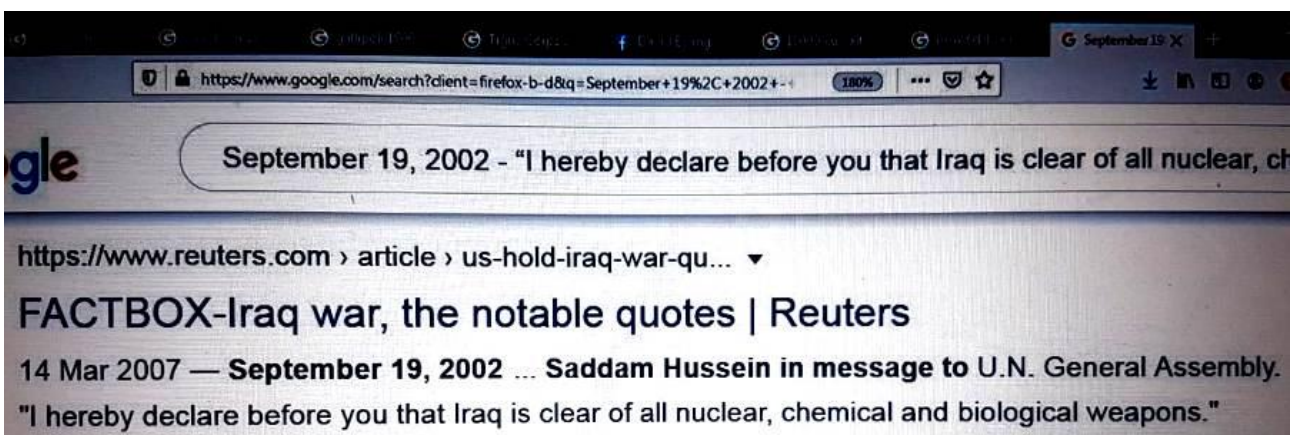 G September 19
https://www.google.com/search?client=firefox-b-d&q=September+19%2C+2002+-+ 180%
gle September 19, 2002 - “I hereby declare before you that Iraq is clear of all nuclear, ch
https://www.reuters.com › article › us-hold-iraq-war-qu...
FACTBOX-Iraq war, the notable quotes | Reuters
14 Mar 2007 — September 19, 2002 ... Saddam Hussein in message to U.N. General Assembly.
"I hereby declare before you that Iraq is clear of all nuclear, chemical and biological weapons."